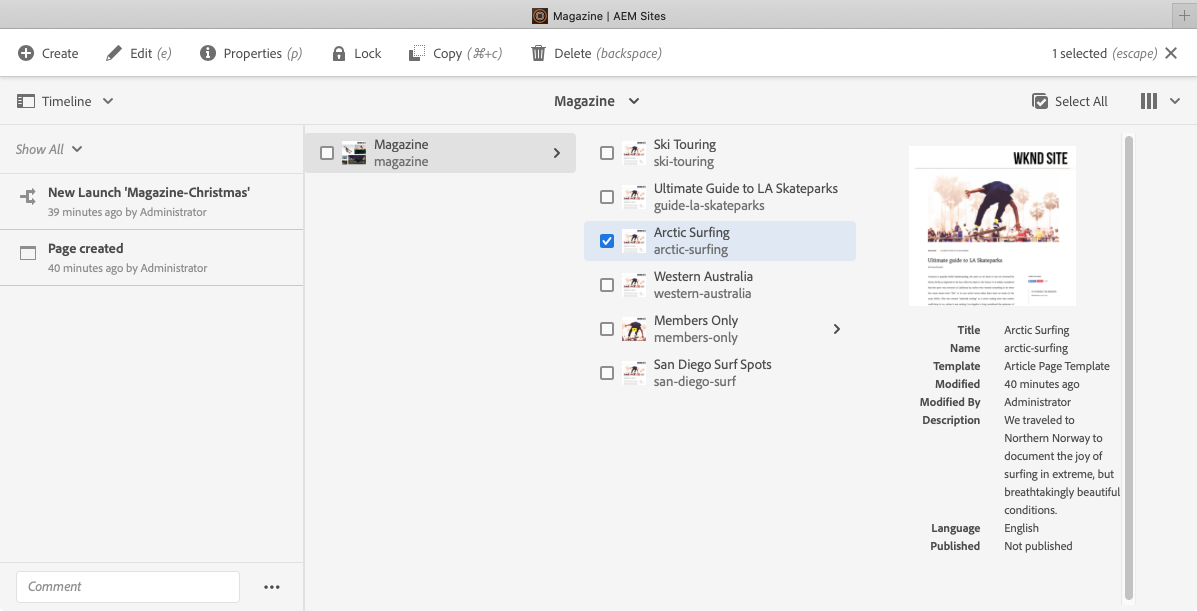 Magazine | AEM Sites
Create
Edit (e)
Properties (p)
Lock
Copy (⌘+c)
Delete (backspace)
1 selected (escape)
Timeline
Magazine
Select All
Show All
New Launch 'Magazine-Christmas'
39 minutes ago by Administrator
Page created
40 minutes ago by Administrator
Comment
Magazine
magazine
Ski Touring
ski-touring
Ultimate Guide to LA Skateparks
guide-la-skateparks
Arctic Surfing
arctic-surfing
Western Australia
western-australia
Members Only
members-only
San Diego Surf Spots
san-diego-surf
WKND SITE
Ultimate guide to LA Skateparks
Title Arctic Surfing
Name arctic-surfing
Template Article Page Template
Modified 40 minutes ago
Modified By Administrator
Description We traveled to
Northern Norway to
document the joy of
surfing in extreme, but
breathtakingly beautiful
conditions.
Language English
Published Not published